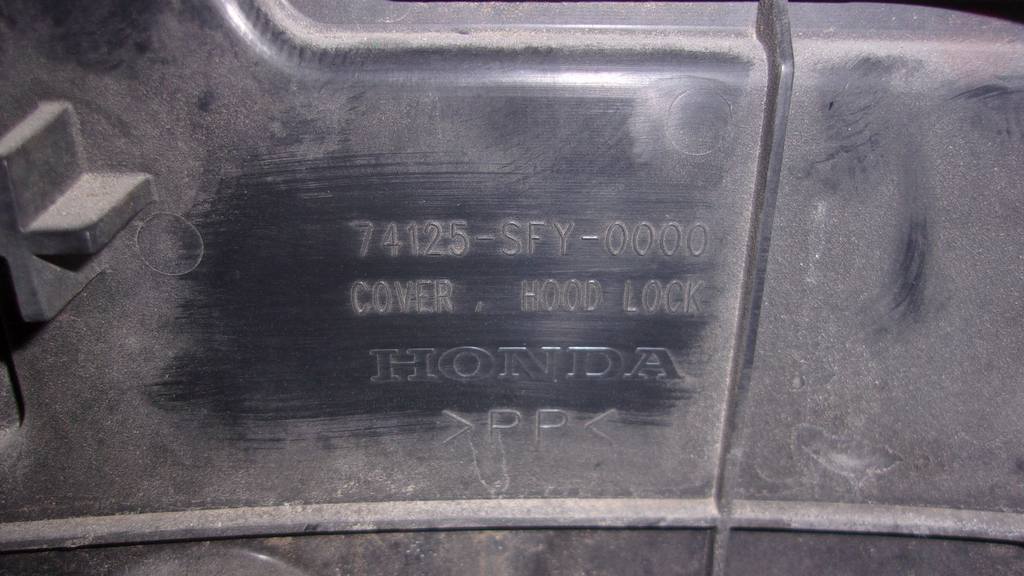 74125-SFY-0000
COVER , HOOD LOCK
HONDA
>PP<